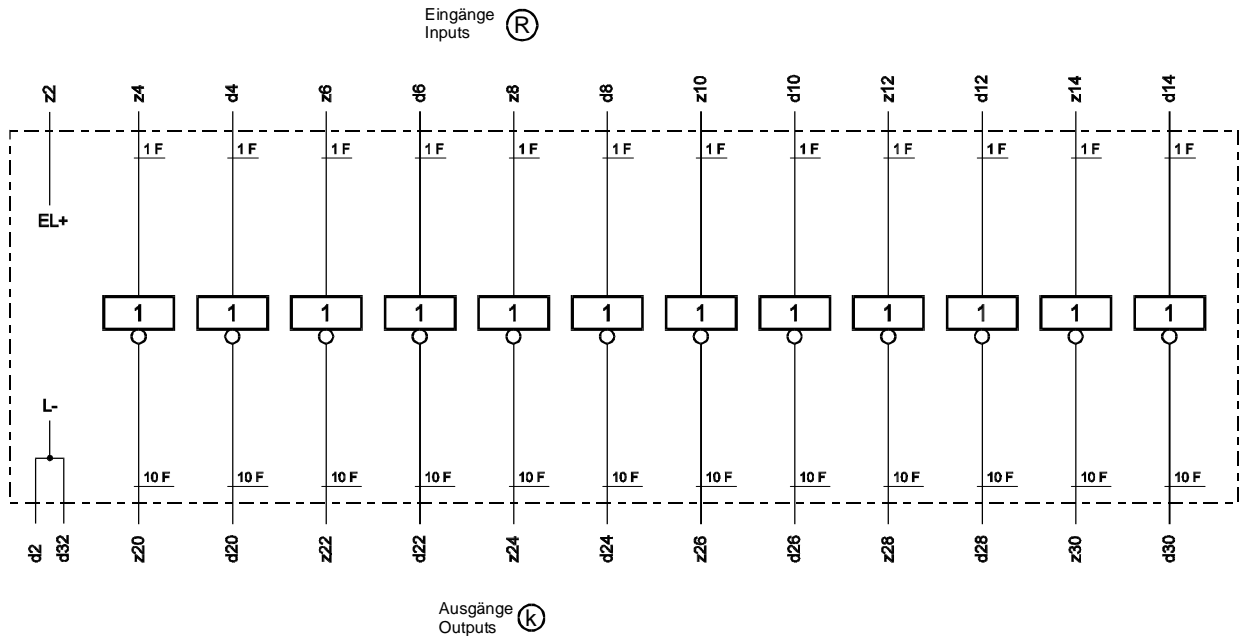 Eingänge
Inputs
R
z2 z4 d4 z6 d6 z8 d8 z10 d10 z12 d12 z14 d14
1 F 1 F 1 F 1 F 1 F 1 F 1 F 1 F 1 F 1 F 1 F 1 F
EL+
1 1 1 1 1 1 1 1 1 1 1 1
L-
10 F 10 F 10 F 10 F 10 F 10 F 10 F 10 F 10 F 10 F 10 F 10 F
d2 d32 z20 d20 z22 d22 z24 d24 z26 d26 z28 d28 z30 d30
Ausgänge
Outputs
k